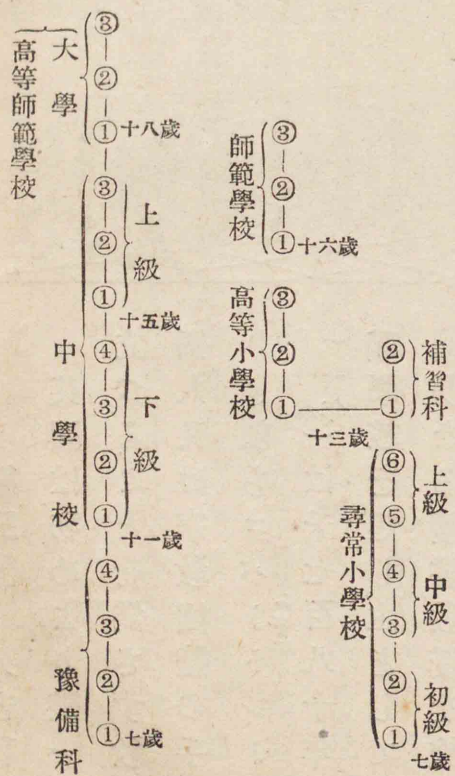 補習科
上級
中級
初級
七歲
②
①
⑥
⑤
④
③
②
①
尋常小學校
十三歲
十六歲
③
②
①
師範學校
③
②
①
高等小學校
十八歲
上級
十五歲
下級
十一歲
七歲
③
②
①
③
②
①
④
③
②
①
④
③
②
①
大學
中學校
豫備科
高等師範學校